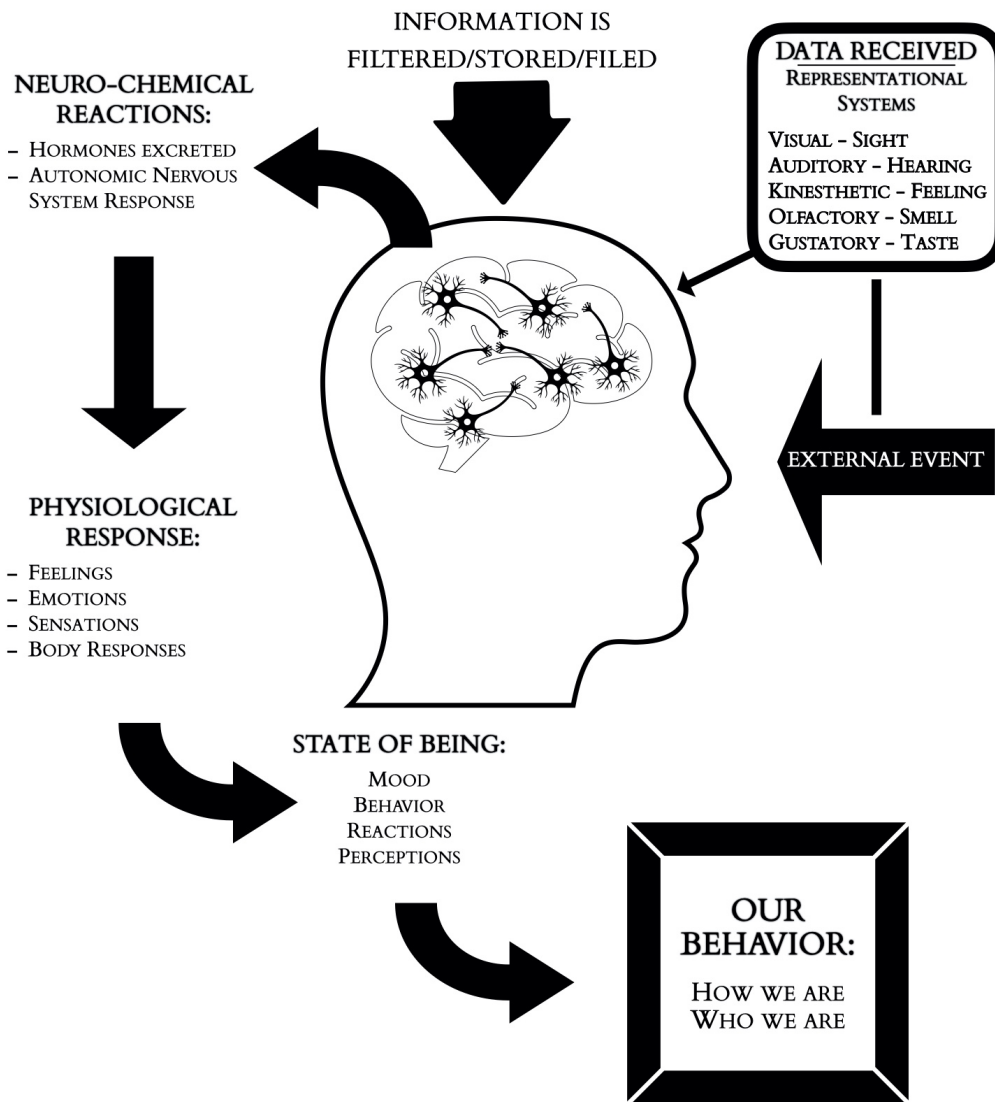 INFORMATION IS
FILTERED/STORED/FILED
DATA RECEIVED
REPRESENTATIONAL
SYSTEMS
VISUAL – SIGHT
AUDITORY – HEARING
KINESTHETIC – FEELING
OLFACTORY – SMELL
GUSTATORY – TASTE
EXTERNAL EVENT
NEURO-CHEMICAL
REACTIONS:
– HORMONES EXCRETED
– AUTONOMIC NERVOUS
SYSTEM RESPONSE
PHYSIOLOGICAL
RESPONSE:
– FEELINGS
– EMOTIONS
– SENSATIONS
– BODY RESPONSES
STATE OF BEING:
MOOD
BEHAVIOR
REACTIONS
PERCEPTIONS
OUR
BEHAVIOR:
HOW WE ARE
WHO WE ARE